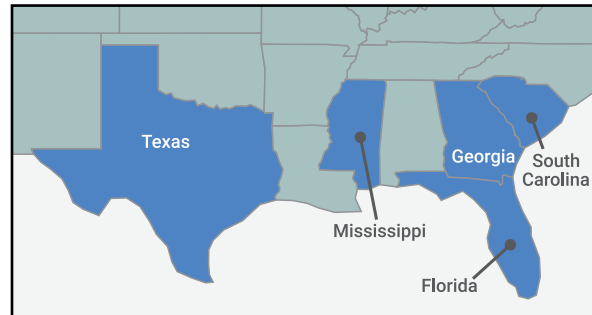 Texas
Georgia
South
Carolina
Mississippi
Florida